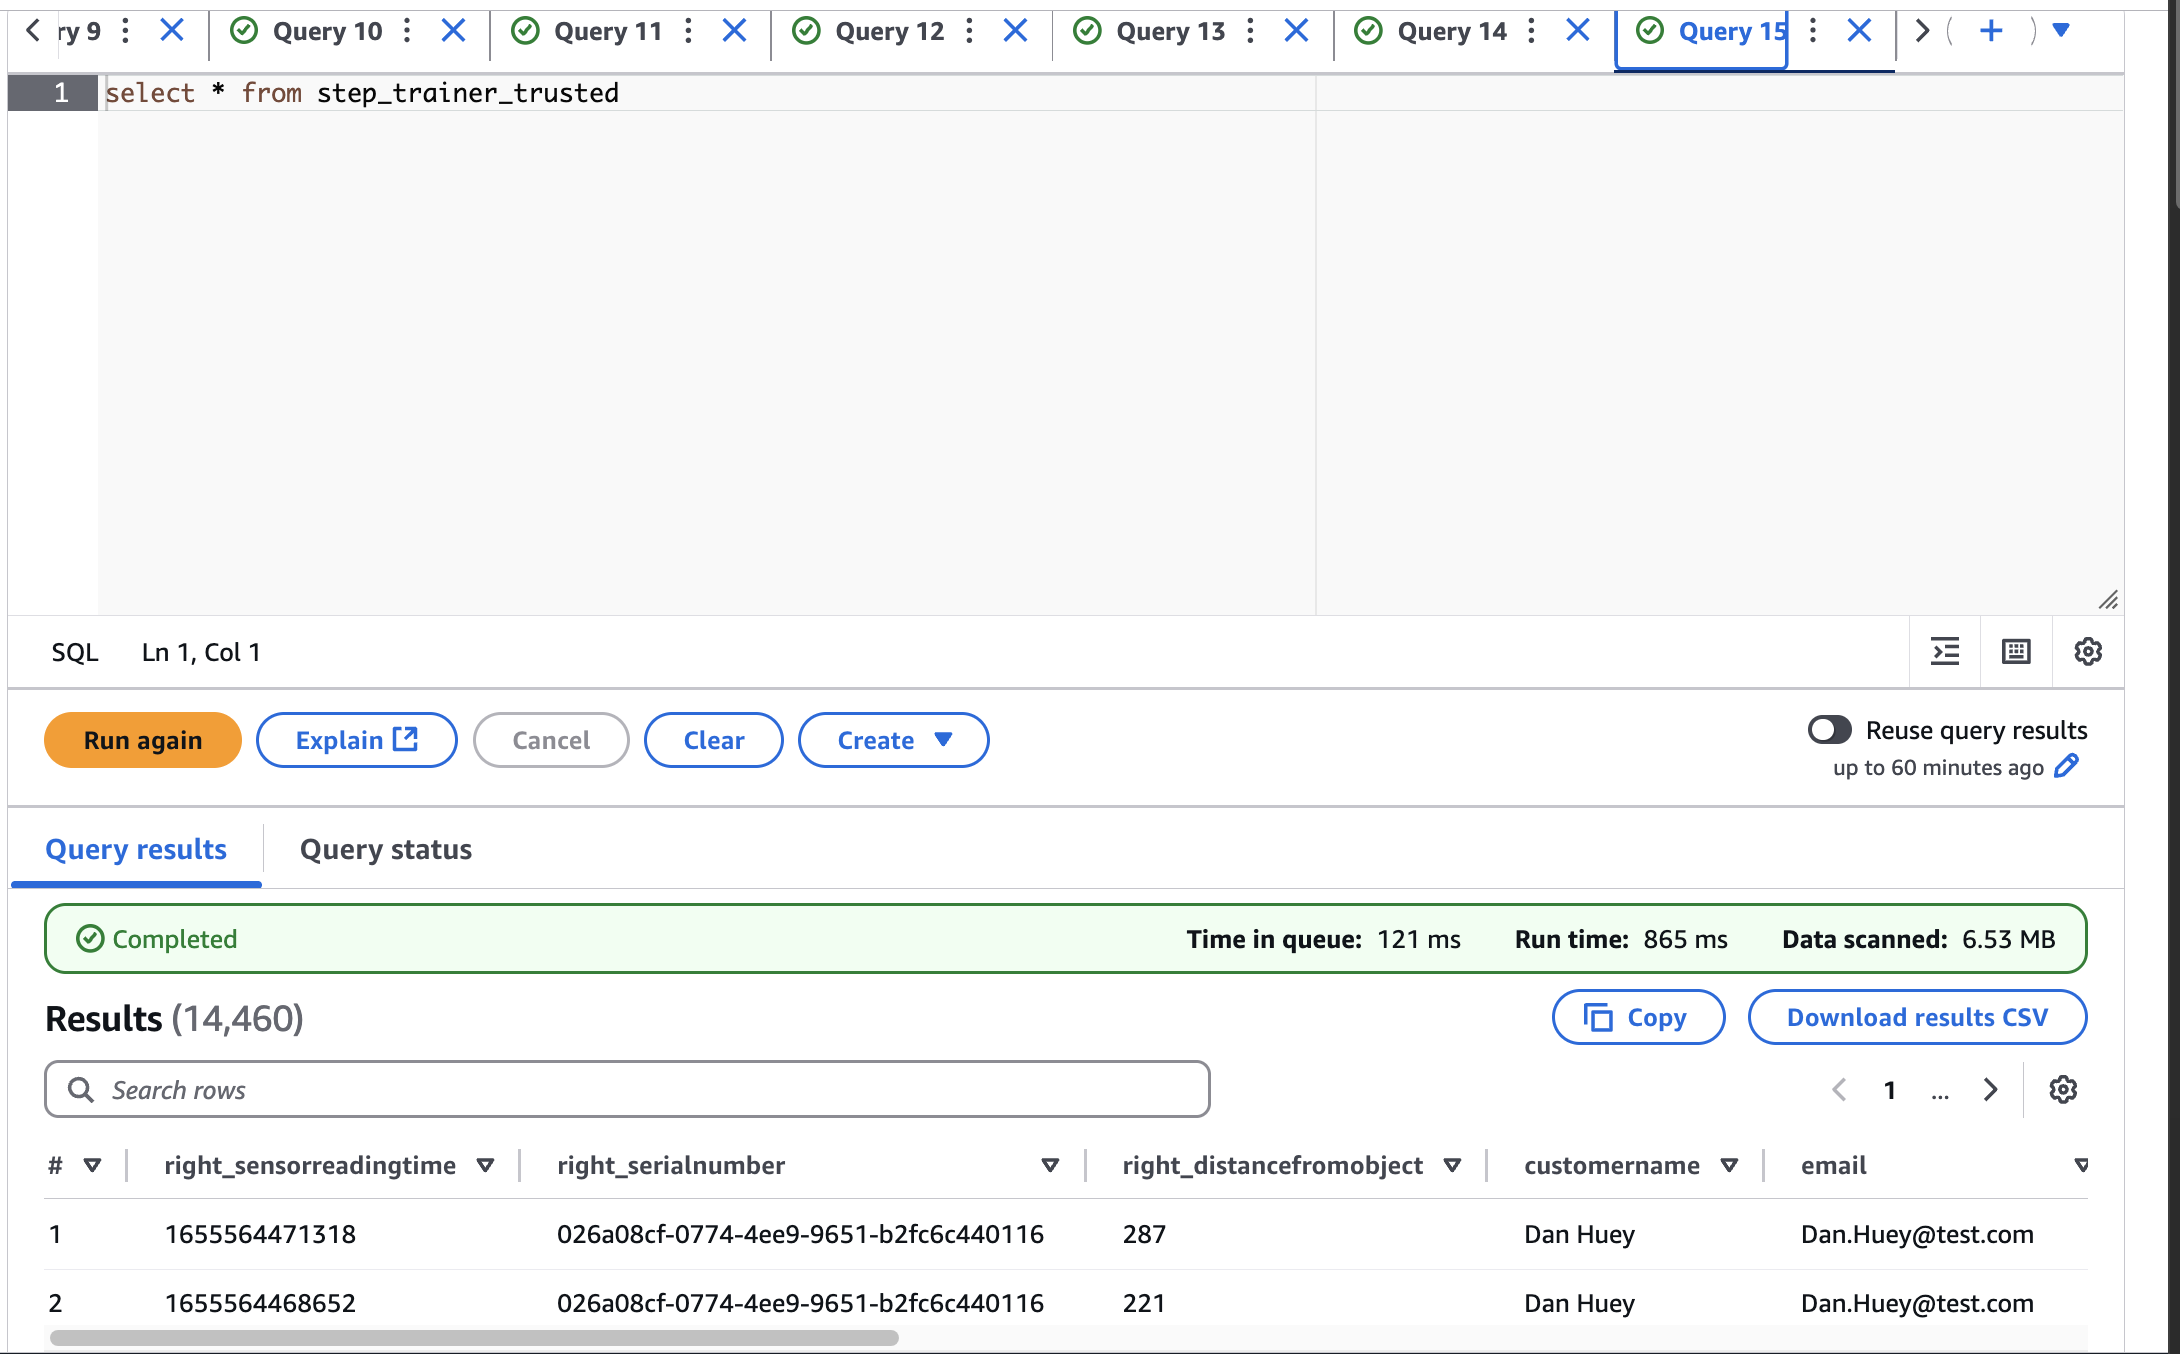 ry 9 Query 10 Query 11 Query 12 Query 13 Query 14 Query 15
1 select * from step_trainer_trusted
SQL Ln 1, Col 1
Run again Explain Cancel Clear Create Reuse query results
up to 60 minutes ago
Query results Query status
Completed Time in queue: 121 ms Run time: 865 ms Data scanned: 6.53 MB
Results (14,460) Copy Download results CSV
Search rows 1 ...
# right_sensorreadingtime right_serialnumber right_distancefromobject customername email
1 1655564471318 026a08cf-0774-4ee9-9651-b2fc6c440116 287 Dan Huey Dan.Huey@test.com
2 1655564468652 026a08cf-0774-4ee9-9651-b2fc6c440116 221 Dan Huey Dan.Huey@test.com